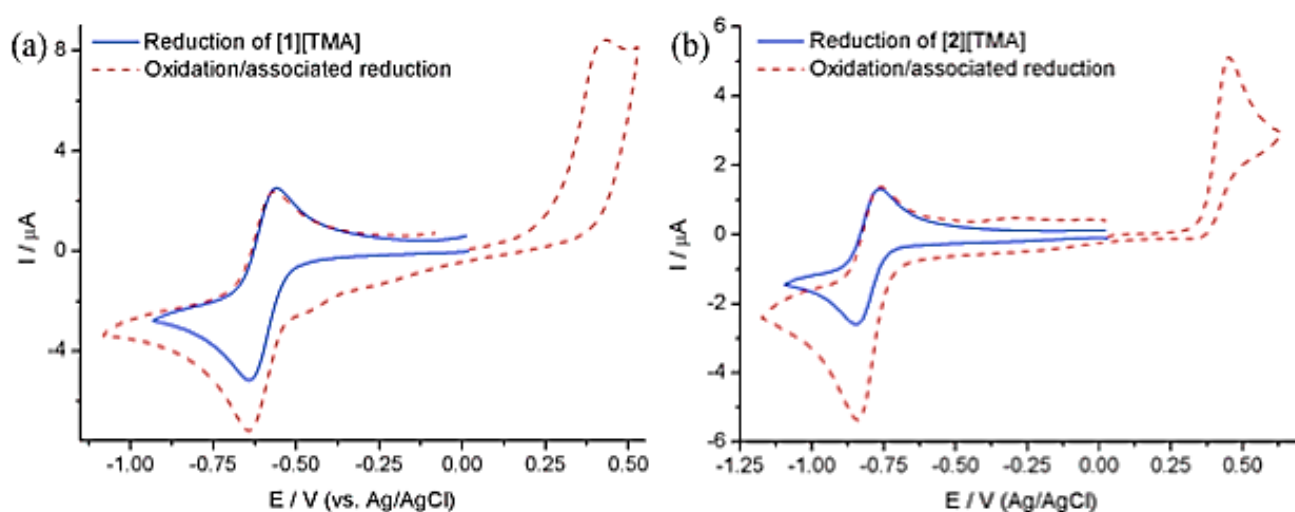 (a)
Reduction of [1][TMA]
Oxidation/associated reduction
8
4
0
-4
I / μA
-1.00 -0.75 -0.50 -0.25 0.00 0.25 0.50
E / V (vs. Ag/AgCl)
(b)
Reduction of [2][TMA]
Oxidation/associated reduction
6
4
2
0
-2
-4
-6
I / μA
-1.25 -1.00 -0.75 -0.50 -0.25 0.00 0.25 0.50
E / V (Ag/AgCl)